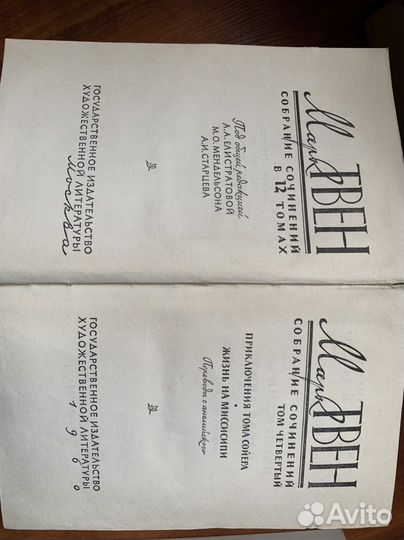 Марк
ТВЕН
СОБРАНИЕ СОЧИНЕНИЙ
В 12 ТОМАХ
Под общей редакцией
А. А. ЕЛИСТРАТОВОЙ
М. О. МЕНДЕЛЬСОНА
А. И. СТАРЦЕВА
ГОСУДАРСТВЕННОЕ ИЗДАТЕЛЬСТВО
ХУДОЖЕСТВЕННОЙ ЛИТЕРАТУРЫ
Москва
Марк
ТВЕН
СОБРАНИЕ СОЧИНЕНИЙ
ТОМ ЧЕТВЕРТЫЙ
ПРИКЛЮЧЕНИЯ ТОМА СОЙЕРА
ЖИЗНЬ НА МИССИСИПИ
Переводы с английского
ГОСУДАРСТВЕННОЕ ИЗДАТЕЛЬСТВО
ХУДОЖЕСТВЕННОЙ ЛИТЕРАТУРЫ
1960
Avito